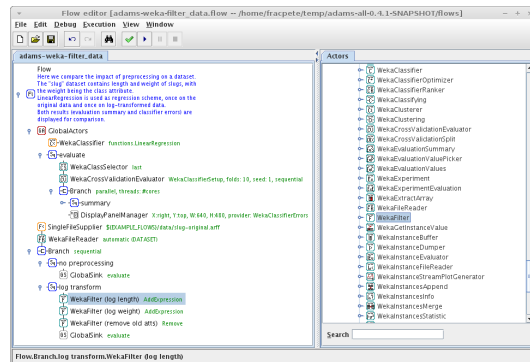 Flow editor [adams-weka-filter_data.flow -- /home/fracpete/temp/adams-all-0.4.1-SNAPSHOT/flows]
File Edit Debug Execution View Window
adams-weka-filter_data.flow
Flow
Here we compare the impact of preprocessing on a dataset.
The "slug" dataset contains length and weight of slugs, with
the weight being the class attribute.
LinearRegression is used as regression scheme, once on the
original data and once on log-transformed data.
Both results (evaluation summary and classifier errors) are
displayed for comparison.
GlobalActors
WekaClassifier functions.LinearRegression
evaluate
WekaClassSelector last
WekaCrossValidationEvaluator WekaClassifierSetup, folds: 10, seed: 1, sequential
Branch parallel, threads: #cores
summary
DisplayPanelManager X:right, Y:top, W:640, H:480, provider: WekaClassifierErrors
SingleFileSupplier ${EXAMPLE_FLOWS}/data/slug-original.arff
WekaFileReader automatic (DATASET)
Branch sequential
no preprocessing
GlobalSink evaluate
log transform
WekaFilter (log length) AddExpression
WekaFilter (log weight) AddExpression
WekaFilter (remove old atts) Remove
GlobalSink evaluate
Actors
WekaClassifier
WekaClassifierOptimizer
WekaClassifierRanker
WekaClassifying
WekaClusterer
WekaClustering
WekaCrossValidationEvaluator
WekaCrossValidationSplit
WekaEvaluationSummary
WekaEvaluationValuePicker
WekaEvaluationValues
WekaExperiment
WekaExperimentEvaluation
WekaExtractArray
WekaFileReader
WekaFilter
WekaGetInstanceValue
WekaInstanceBuffer
WekaInstanceDumper
WekaInstanceEvaluator
WekaInstanceFileReader
WekaInstanceStreamPlotGenerator
WekaInstancesAppend
WekaInstancesInfo
WekaInstancesMerge
WekaInstancesStatistic
Search
Flow.Branch.log transform.WekaFilter (log length)